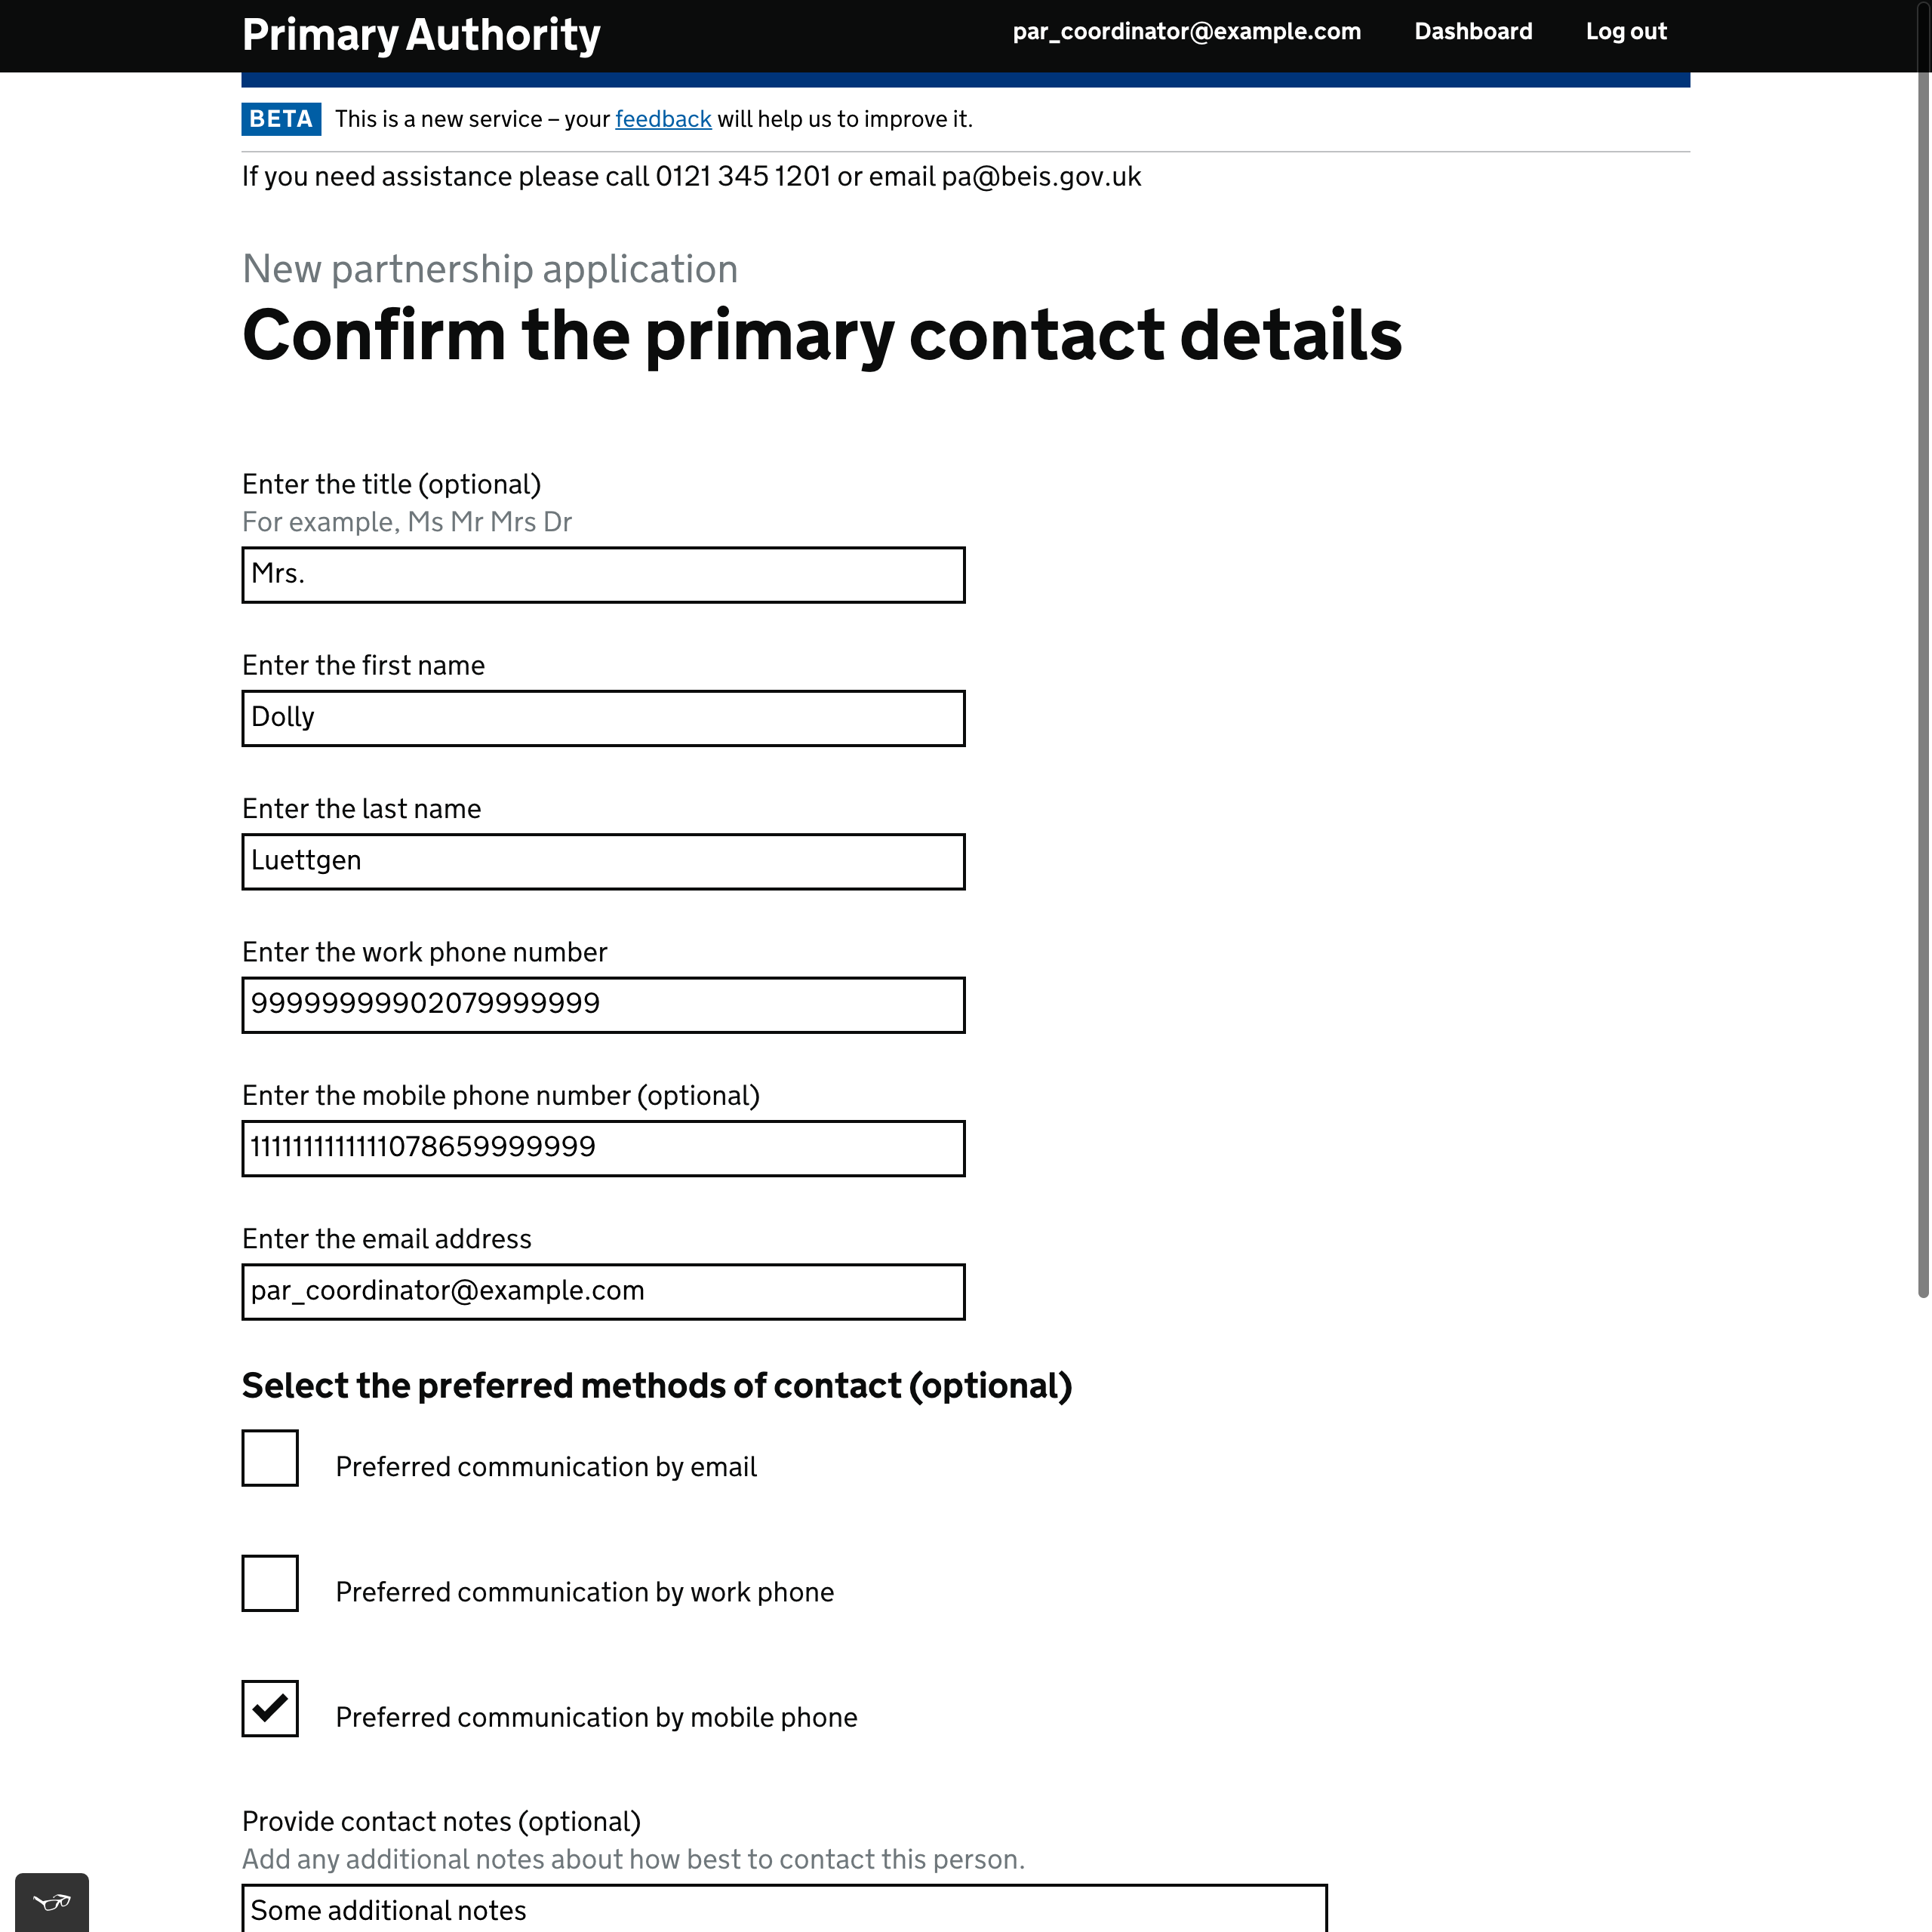 Primary Authority par_coordinator@example.com Dashboard Log out
BETA This is a new service – your feedback will help us to improve it.
If you need assistance please call 0121 345 1201 or email pa@beis.gov.uk
New partnership application
Confirm the primary contact details
Enter the title (optional)
For example, Ms Mr Mrs Dr
Mrs.
Enter the first name
Dolly
Enter the last name
Luettgen
Enter the work phone number
99999999902079999999
Enter the mobile phone number (optional)
11111111111111078659999999
Enter the email address
par_coordinator@example.com
Select the preferred methods of contact (optional)
Preferred communication by email
Preferred communication by work phone
Preferred communication by mobile phone
Provide contact notes (optional)
Add any additional notes about how best to contact this person.
Some additional notes